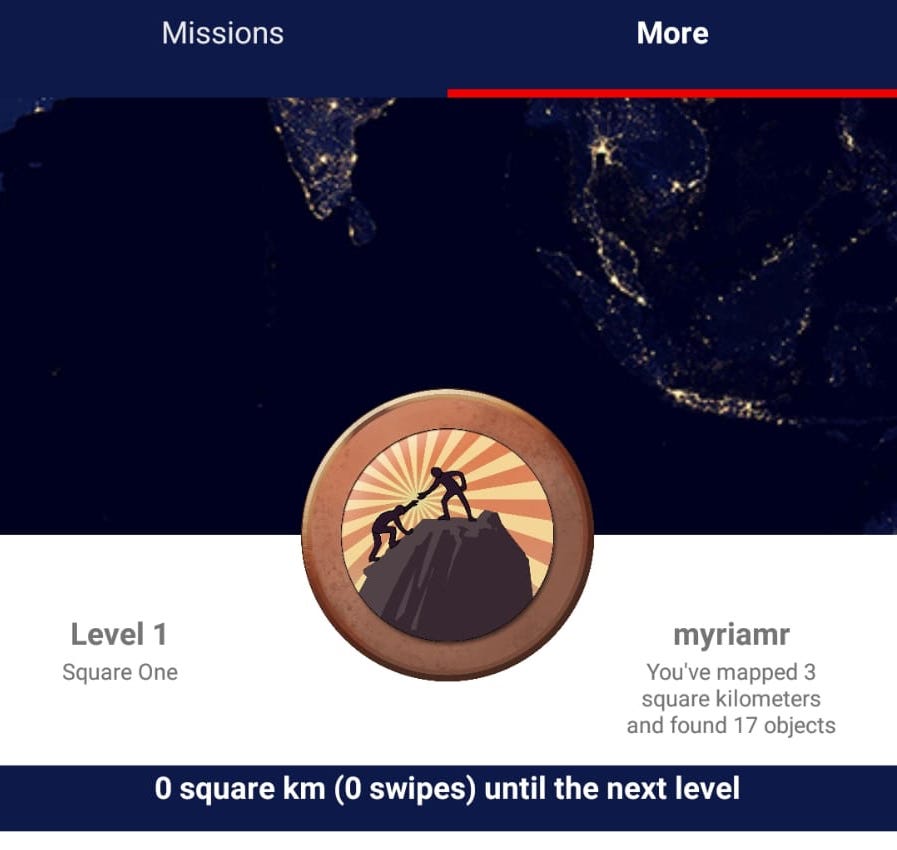 Missions
More
Level 1
Square One
myriamr
You've mapped 3
square kilometers
and found 17 objects
0 square km (0 swipes) until the next level